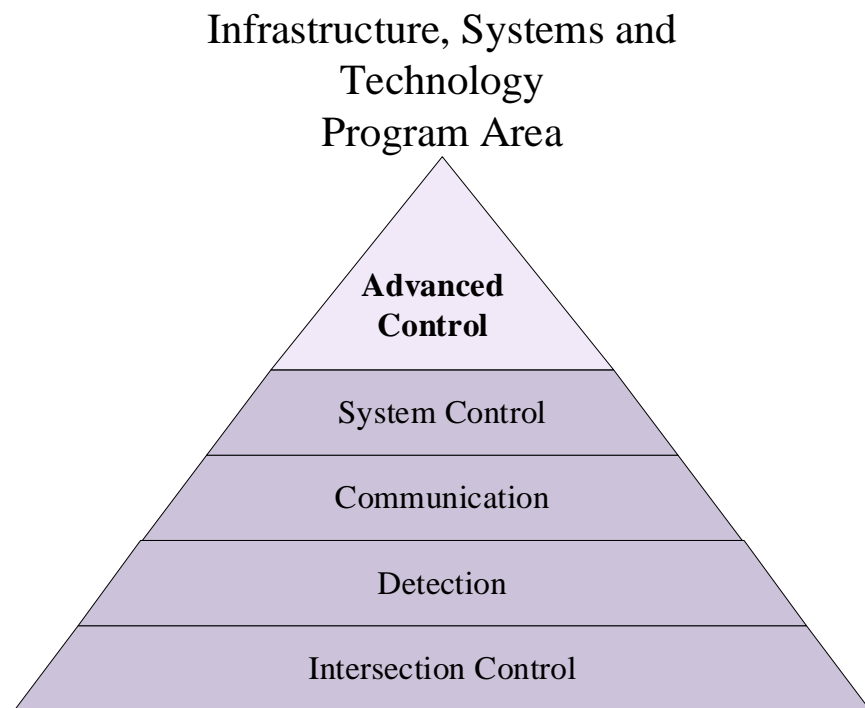 Infrastructure, Systems and
Technology
Program Area
Advanced
Control
System Control
Communication
Detection
Intersection Control